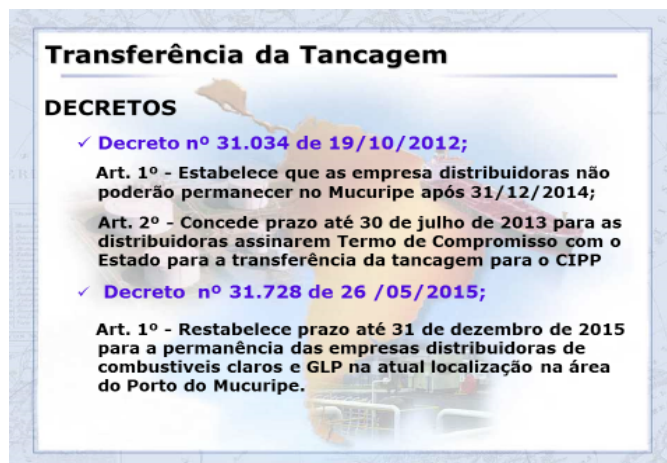 Transferência da Tancagem
DECRETOS
✓ Decreto nº 31.034 de 19/10/2012;
Art. 1º - Estabelece que as empresa distribuidoras não
poderão permanecer no Mucuripe após 31/12/2014;
Art. 2º - Concede prazo até 30 de julho de 2013 para as
distribuidoras assinarem Termo de Compromisso com o
Estado para a transferência da tancagem para o CIPP
✓ Decreto nº 31.728 de 26 /05/2015;
Art. 1º - Restabelece prazo até 31 de dezembro de 2015
para a permanência das empresas distribuidoras de
combustiveis claros e GLP na atual localização na área
do Porto do Mucuripe.